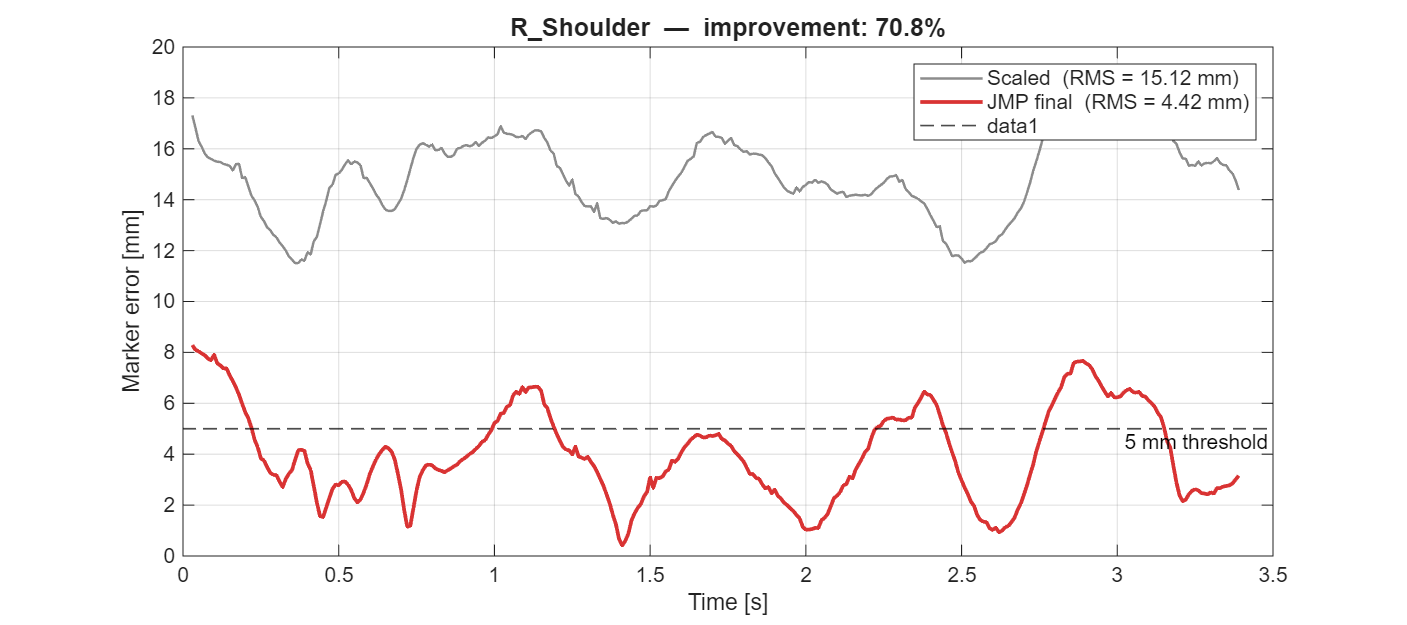 R_Shoulder — improvement: 70.8%
20
18
16
14
12
10
8
6
4
2
0
Marker error [mm]
Scaled (RMS = 15.12 mm)
JMP final (RMS = 4.42 mm)
data1
5 mm threshold
0 0.5 1 1.5 2 2.5 3 3.5
Time [s]